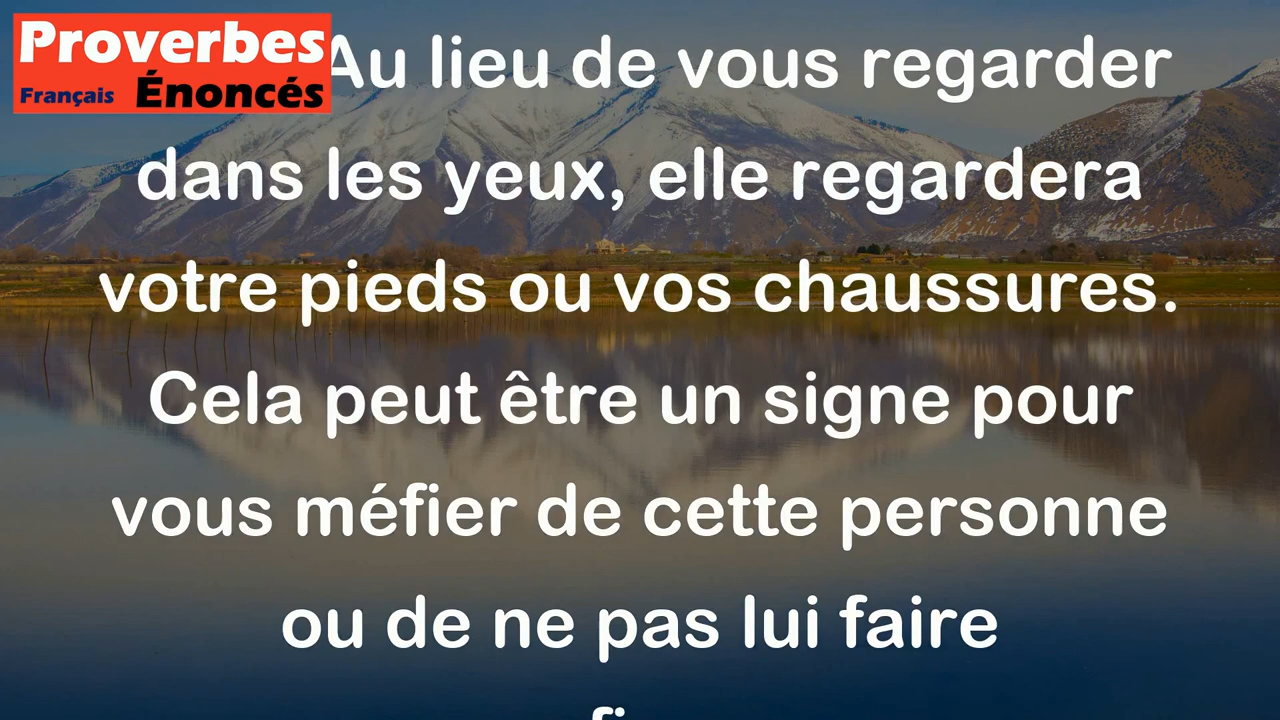 Proverbes
Français Énoncés
Au lieu de vous regarder
dans les yeux, elle regardera
votre pieds ou vos chaussures.
Cela peut être un signe pour
vous méfier de cette personne
ou de ne pas lui faire